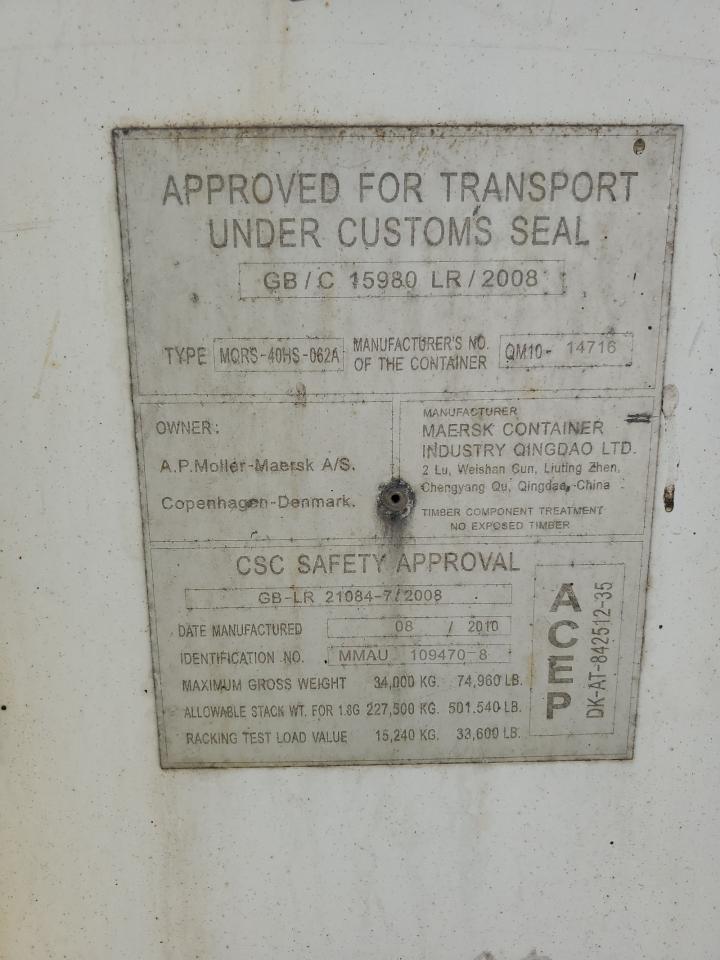 APPROVED FOR TRANSPORT
UNDER CUSTOM'S SEAL
GB/C 15980 LR/2008
TYPE MQRS-40HS-062A
MANUFACTURER'S NO.
OF THE CONTAINER
QM10- 14716
OWNER:
A.P.Moller-Maersk A/S.
Copenhagen-Denmark.
MANUFACTURER
MAERSK CONTAINER
INDUSTRY QINGDAO LTD.
2 Lu, Weishan Cun, Liuting Zhen,
Chengyang Qu, Qingdao,-China
TIMBER COMPONENT TREATMENT
NO EXPOSED TIMBER
CSC SAFETY APPROVAL
GB-LR 21084-7/2008
DATE MANUFACTURED 08 / 2010
IDENTIFICATION NO. MMAU 109470-8
MAXIMUM GROSS WEIGHT 34,000 KG. 74,960 LB.
ALLOWABLE STACK WT. FOR 1.8G 227,500 KG. 501.540 LB.
RACKING TEST LOAD VALUE 15,240 KG. 33,600 LB.
ACEP
DK-AT-842512-35